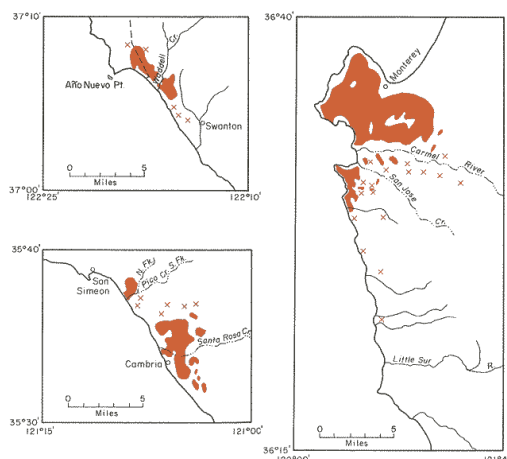 37°10'
Año Nuevo Pt.
Waddell
Cr.
Swanton
0 5
Miles
37°00'
122°25' 122°10'
35°40'
San
Simeon
N. Fk.
S. Fk.
Pico Cr.
Santa Rosa Cr.
Cambria
0 5
Miles
35°30'
121°15' 121°00'
36°40'
Monterey
Carmel
River
San Jose
Cr.
Little Sur
R.
0 5
Miles
36°15'